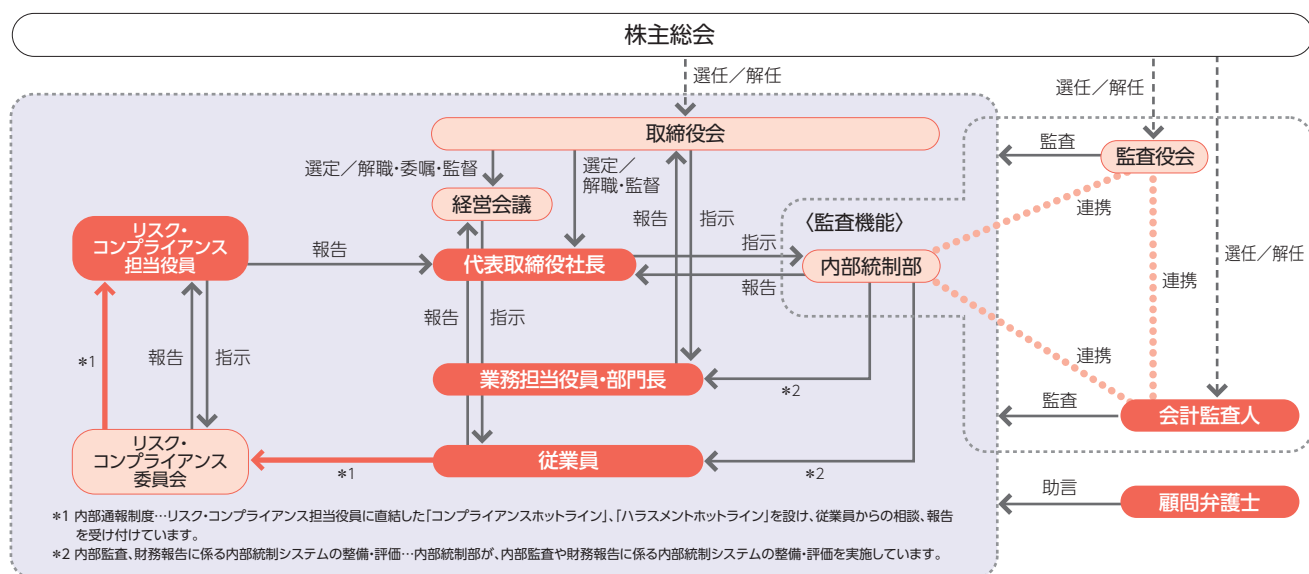 株主総会
選任／解任
選任／解任
選任／解任
取締役会
監査
監査役会
選定／解職・委嘱・監督
選定／
解職・監督
経営会議
報告
指示
〈監査機能〉
連携
リスク・
コンプライアンス
担当役員
報告
代表取締役社長
指示
報告
内部統制部
連携
報告
指示
*1
報告
指示
業務担当役員・部門長
*2
連携
監査
会計監査人
リスク・
コンプライアンス
委員会
*1
従業員
*2
助言
顧問弁護士
*1 内部通報制度…リスク・コンプライアンス担当役員に直結した「コンプライアンスホットライン」、「ハラスメントホットライン」を設け、従業員からの相談、報告
を受け付けています。
*2 内部監査、財務報告に係る内部統制システムの整備・評価…内部統制部が、内部監査や財務報告に係る内部統制システムの整備・評価を実施しています。